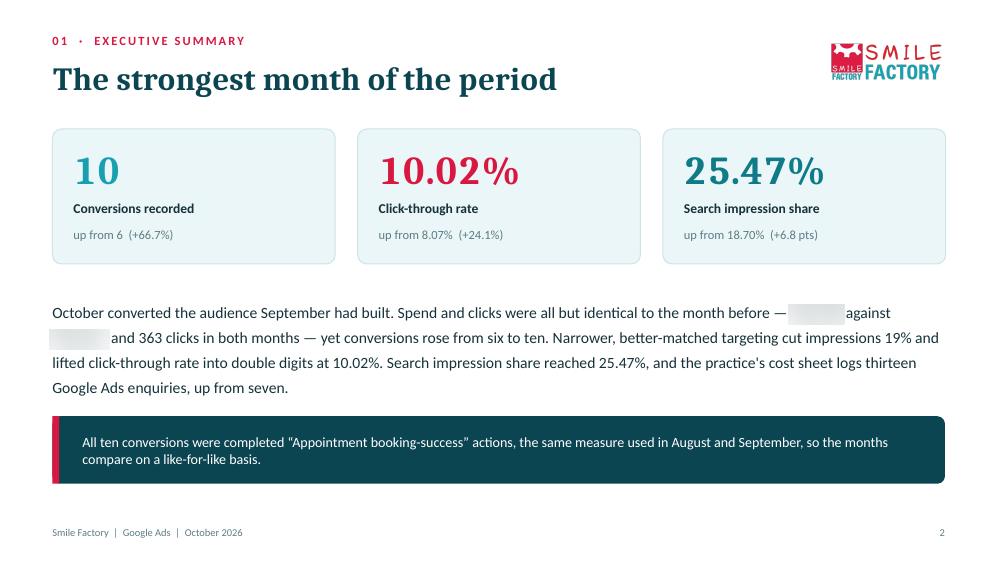 01 · EXECUTIVE SUMMARY
The strongest month of the period
SMILE
FACTORY
SMILE
FACTORY
10
Conversions recorded
up from 6 (+66.7%)
10.02%
Click-through rate
up from 8.07% (+24.1%)
25.47%
Search impression share
up from 18.70% (+6.8 pts)
October converted the audience September had built. Spend and clicks were all but identical to the month before — against
and 363 clicks in both months — yet conversions rose from six to ten. Narrower, better-matched targeting cut impressions 19% and
lifted click-through rate into double digits at 10.02%. Search impression share reached 25.47%, and the practice's cost sheet logs thirteen
Google Ads enquiries, up from seven.
All ten conversions were completed “Appointment booking-success” actions, the same measure used in August and September, so the months
compare on a like-for-like basis.
Smile Factory | Google Ads | October 2026
2